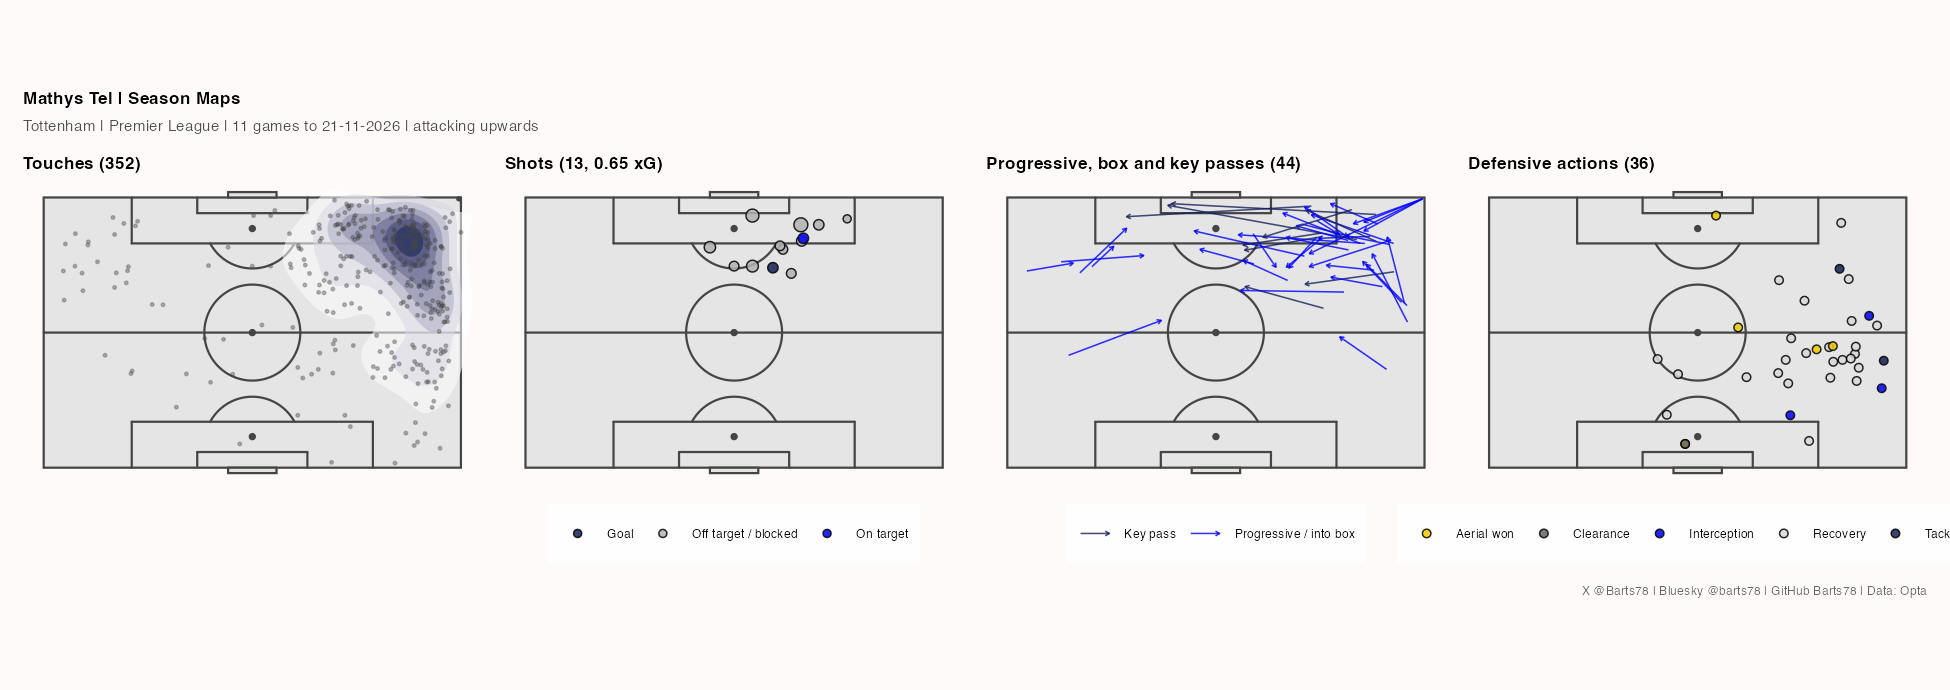 Mathys Tel | Season Maps
Tottenham | Premier League | 11 games to 21-11-2026 | attacking upwards
Touches (352)
Shots (13, 0.65 xG)
Progressive, box and key passes (44)
Defensive actions (36)
Goal
Off target / blocked
On target
Key pass
Progressive / into box
Aerial won
Clearance
Interception
Recovery
Tack
X @Barts78 | Bluesky @barts78 | GitHub Barts78 | Data: Opta